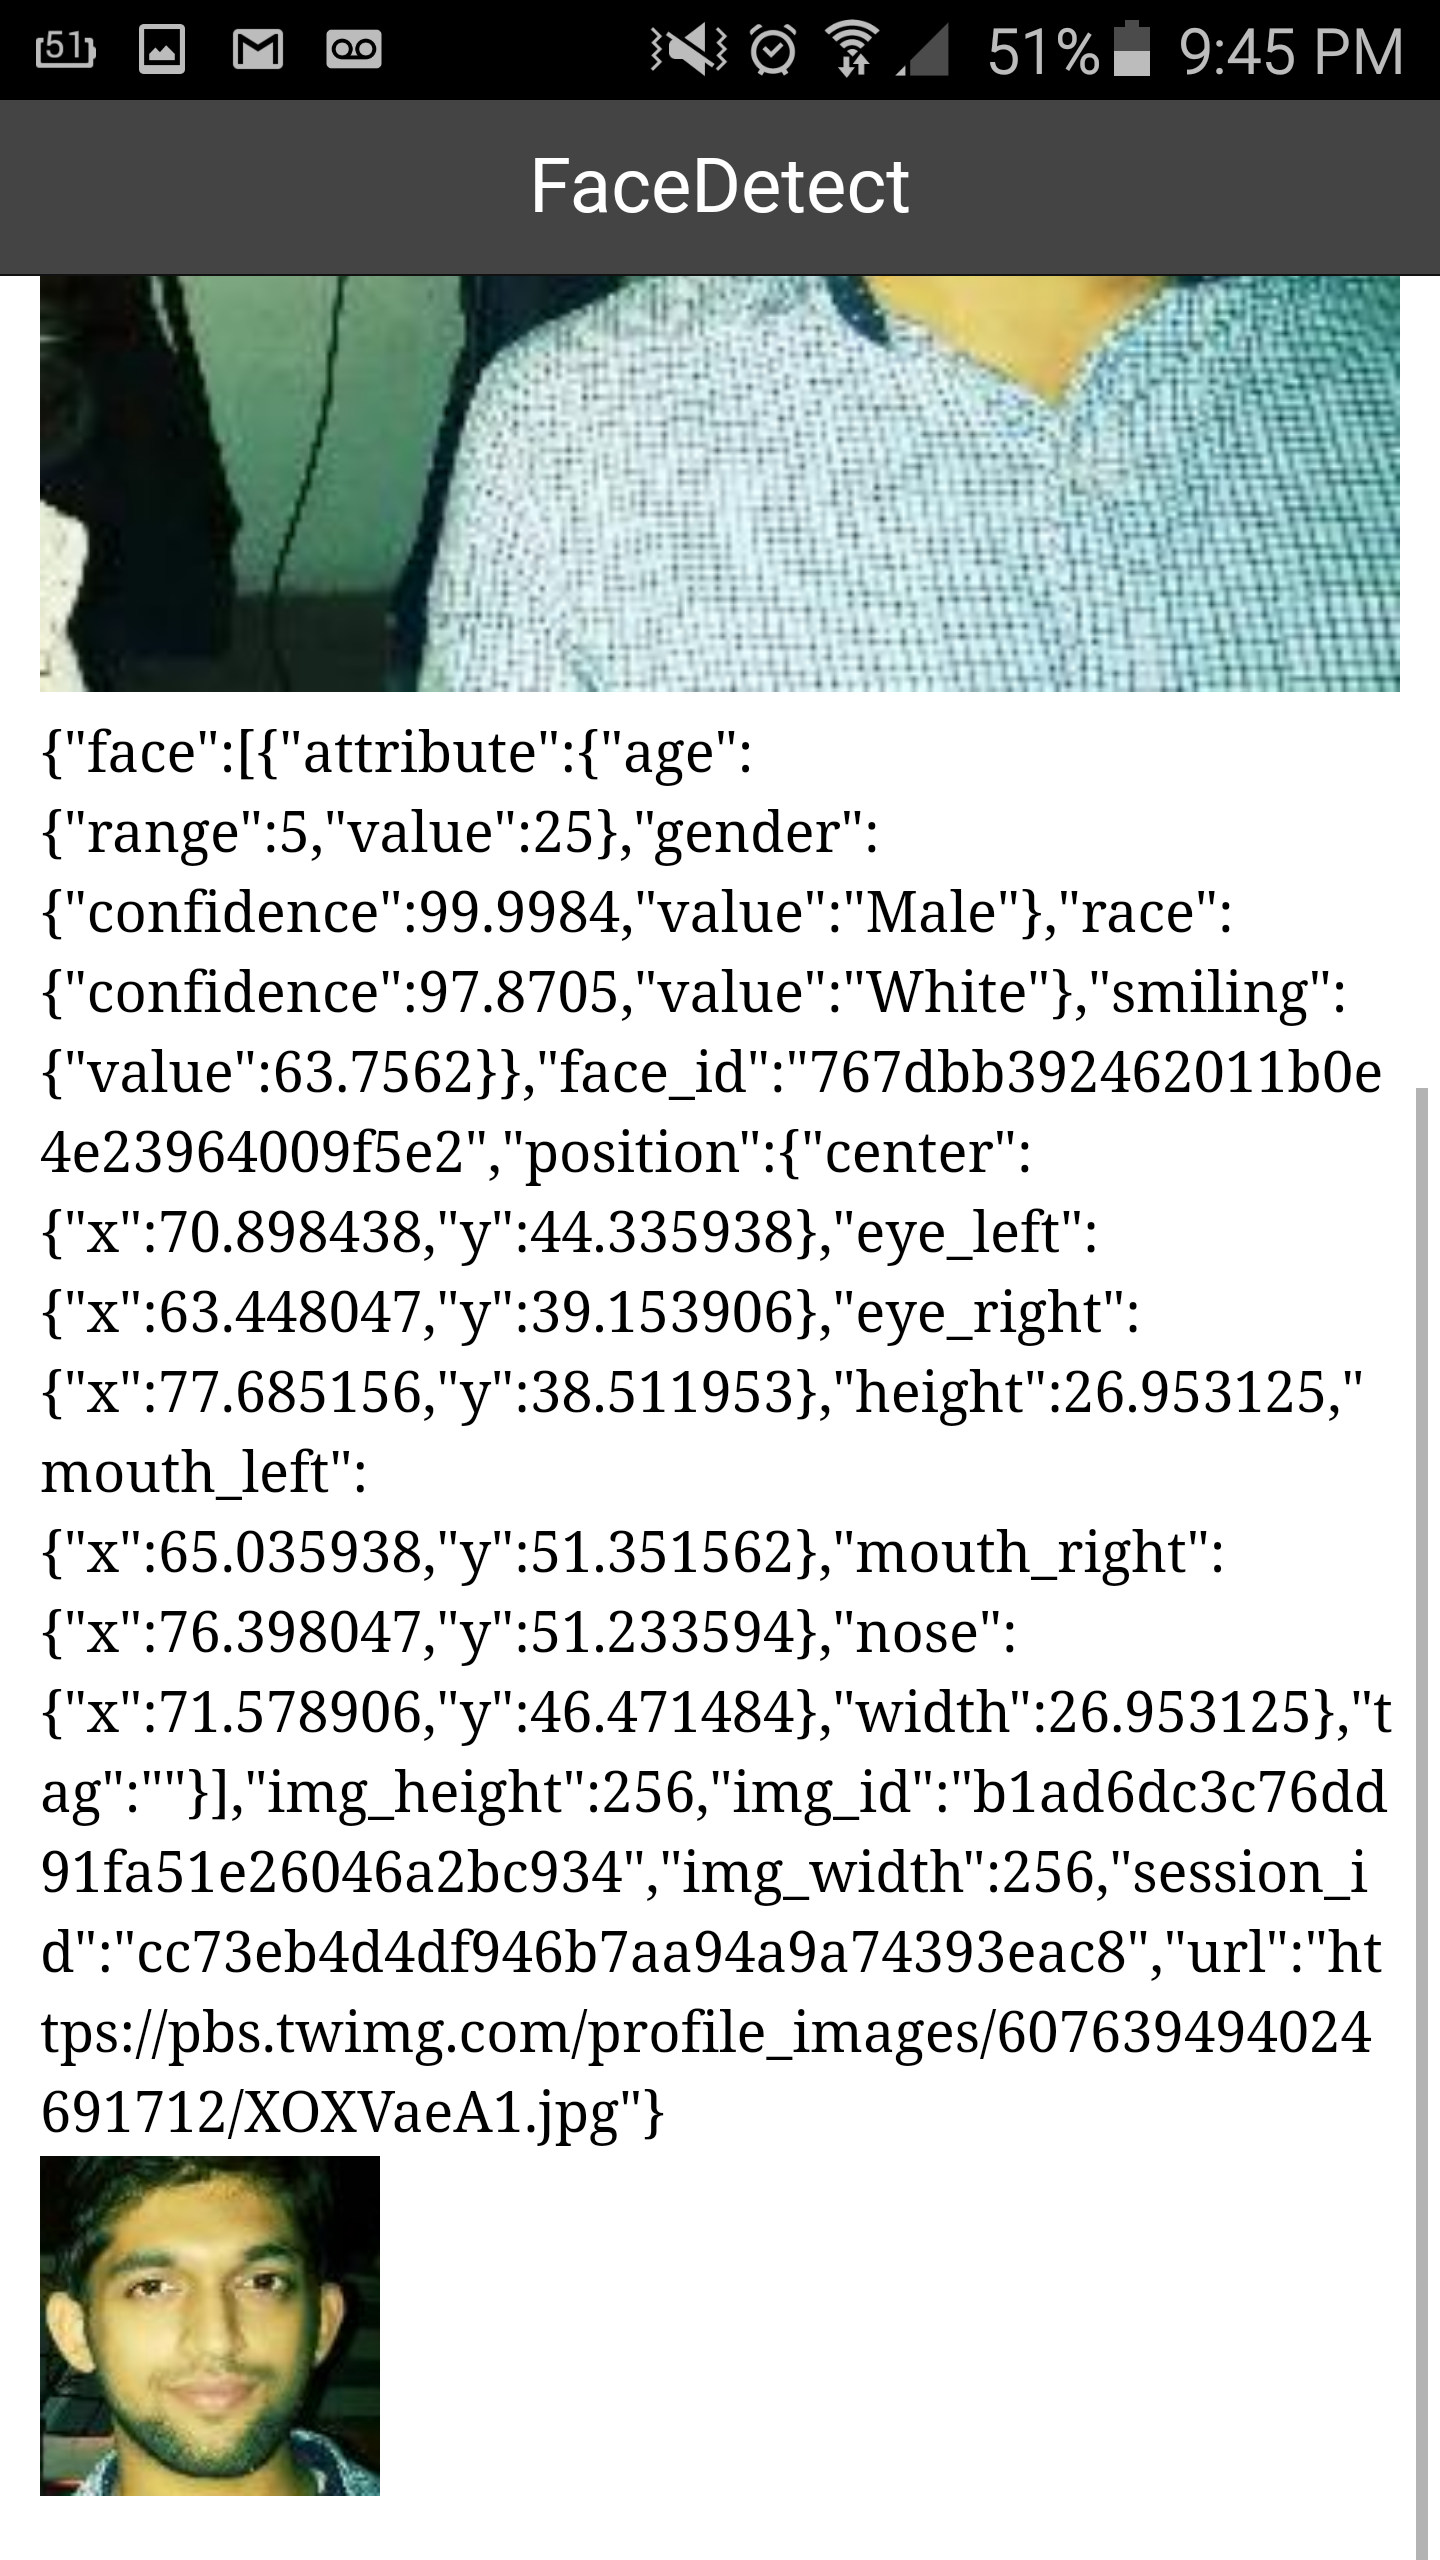 51 51% 9:45 PM
FaceDetect
{"face":[{"attribute":{"age":
{"range":5,"value":25},"gender":
{"confidence":99.9984,"value":"Male"},"race":
{"confidence":97.8705,"value":"White"},"smiling":
{"value":63.7562}},"face_id":"767dbb392462011b0e
4e23964009f5e2","position":{"center":
{"x":70.898438,"y":44.335938},"eye_left":
{"x":63.448047,"y":39.153906},"eye_right":
{"x":77.685156,"y":38.511953},"height":26.953125,"
mouth_left":
{"x":65.035938,"y":51.351562},"mouth_right":
{"x":76.398047,"y":51.233594},"nose":
{"x":71.578906,"y":46.471484},"width":26.953125},"t
ag":""}],"img_height":256,"img_id":"b1ad6dc3c76dd
91fa51e26046a2bc934","img_width":256,"session_i
d":"cc73eb4d4df946b7aa94a9a74393eac8","url":"ht
tps://pbs.twimg.com/profile_images/607639494024
691712/XOXVaeA1.jpg"}